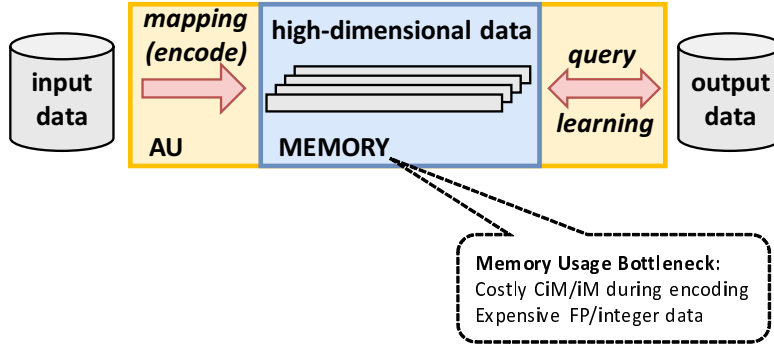 mapping
(encode)
high-dimensional data
query
input
data
output
data
learning
AU
MEMORY
Memory Usage Bottleneck:
Costly CiM/iM during encoding
Expensive FP/integer data